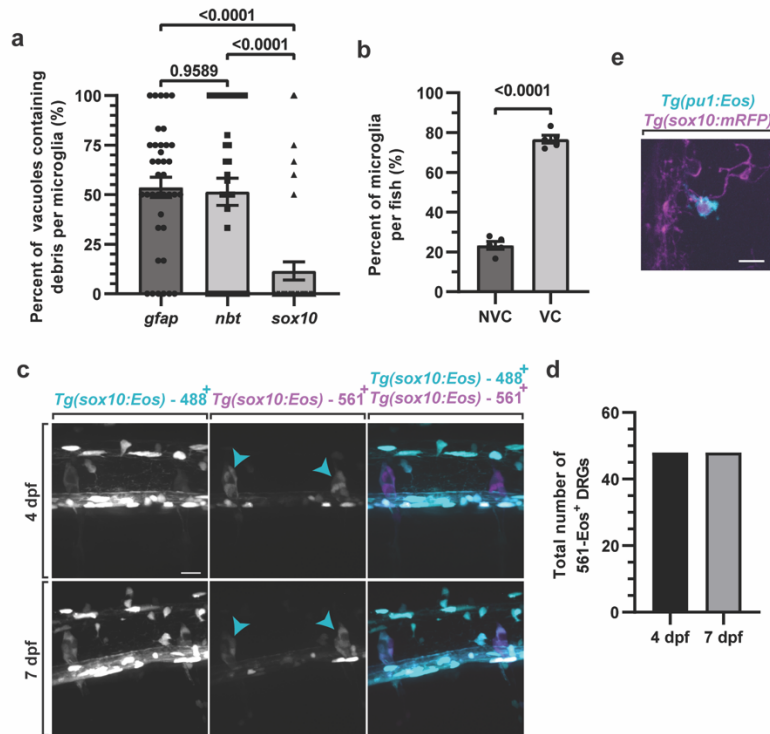 a
<0.0001
<0.0001
0.9589
Percent of vacuoles containing
debris per microglia (%)
100
75
50
25
0
gfap
nbt
sox10
b
<0.0001
Percent of microglia
per fish (%)
100
80
60
40
20
0
NVC
VC
e
Tg(pu1:Eos)
Tg(sox10:mRFP)
c
Tg(sox10:Eos) - 488+
Tg(sox10:Eos) - 561+
Tg(sox10:Eos) - 488+
Tg(sox10:Eos) - 561+
4 dpf
7 dpf
d
Total number of
561-Eos+ DRGs
60
40
20
0
4 dpf
7 dpf